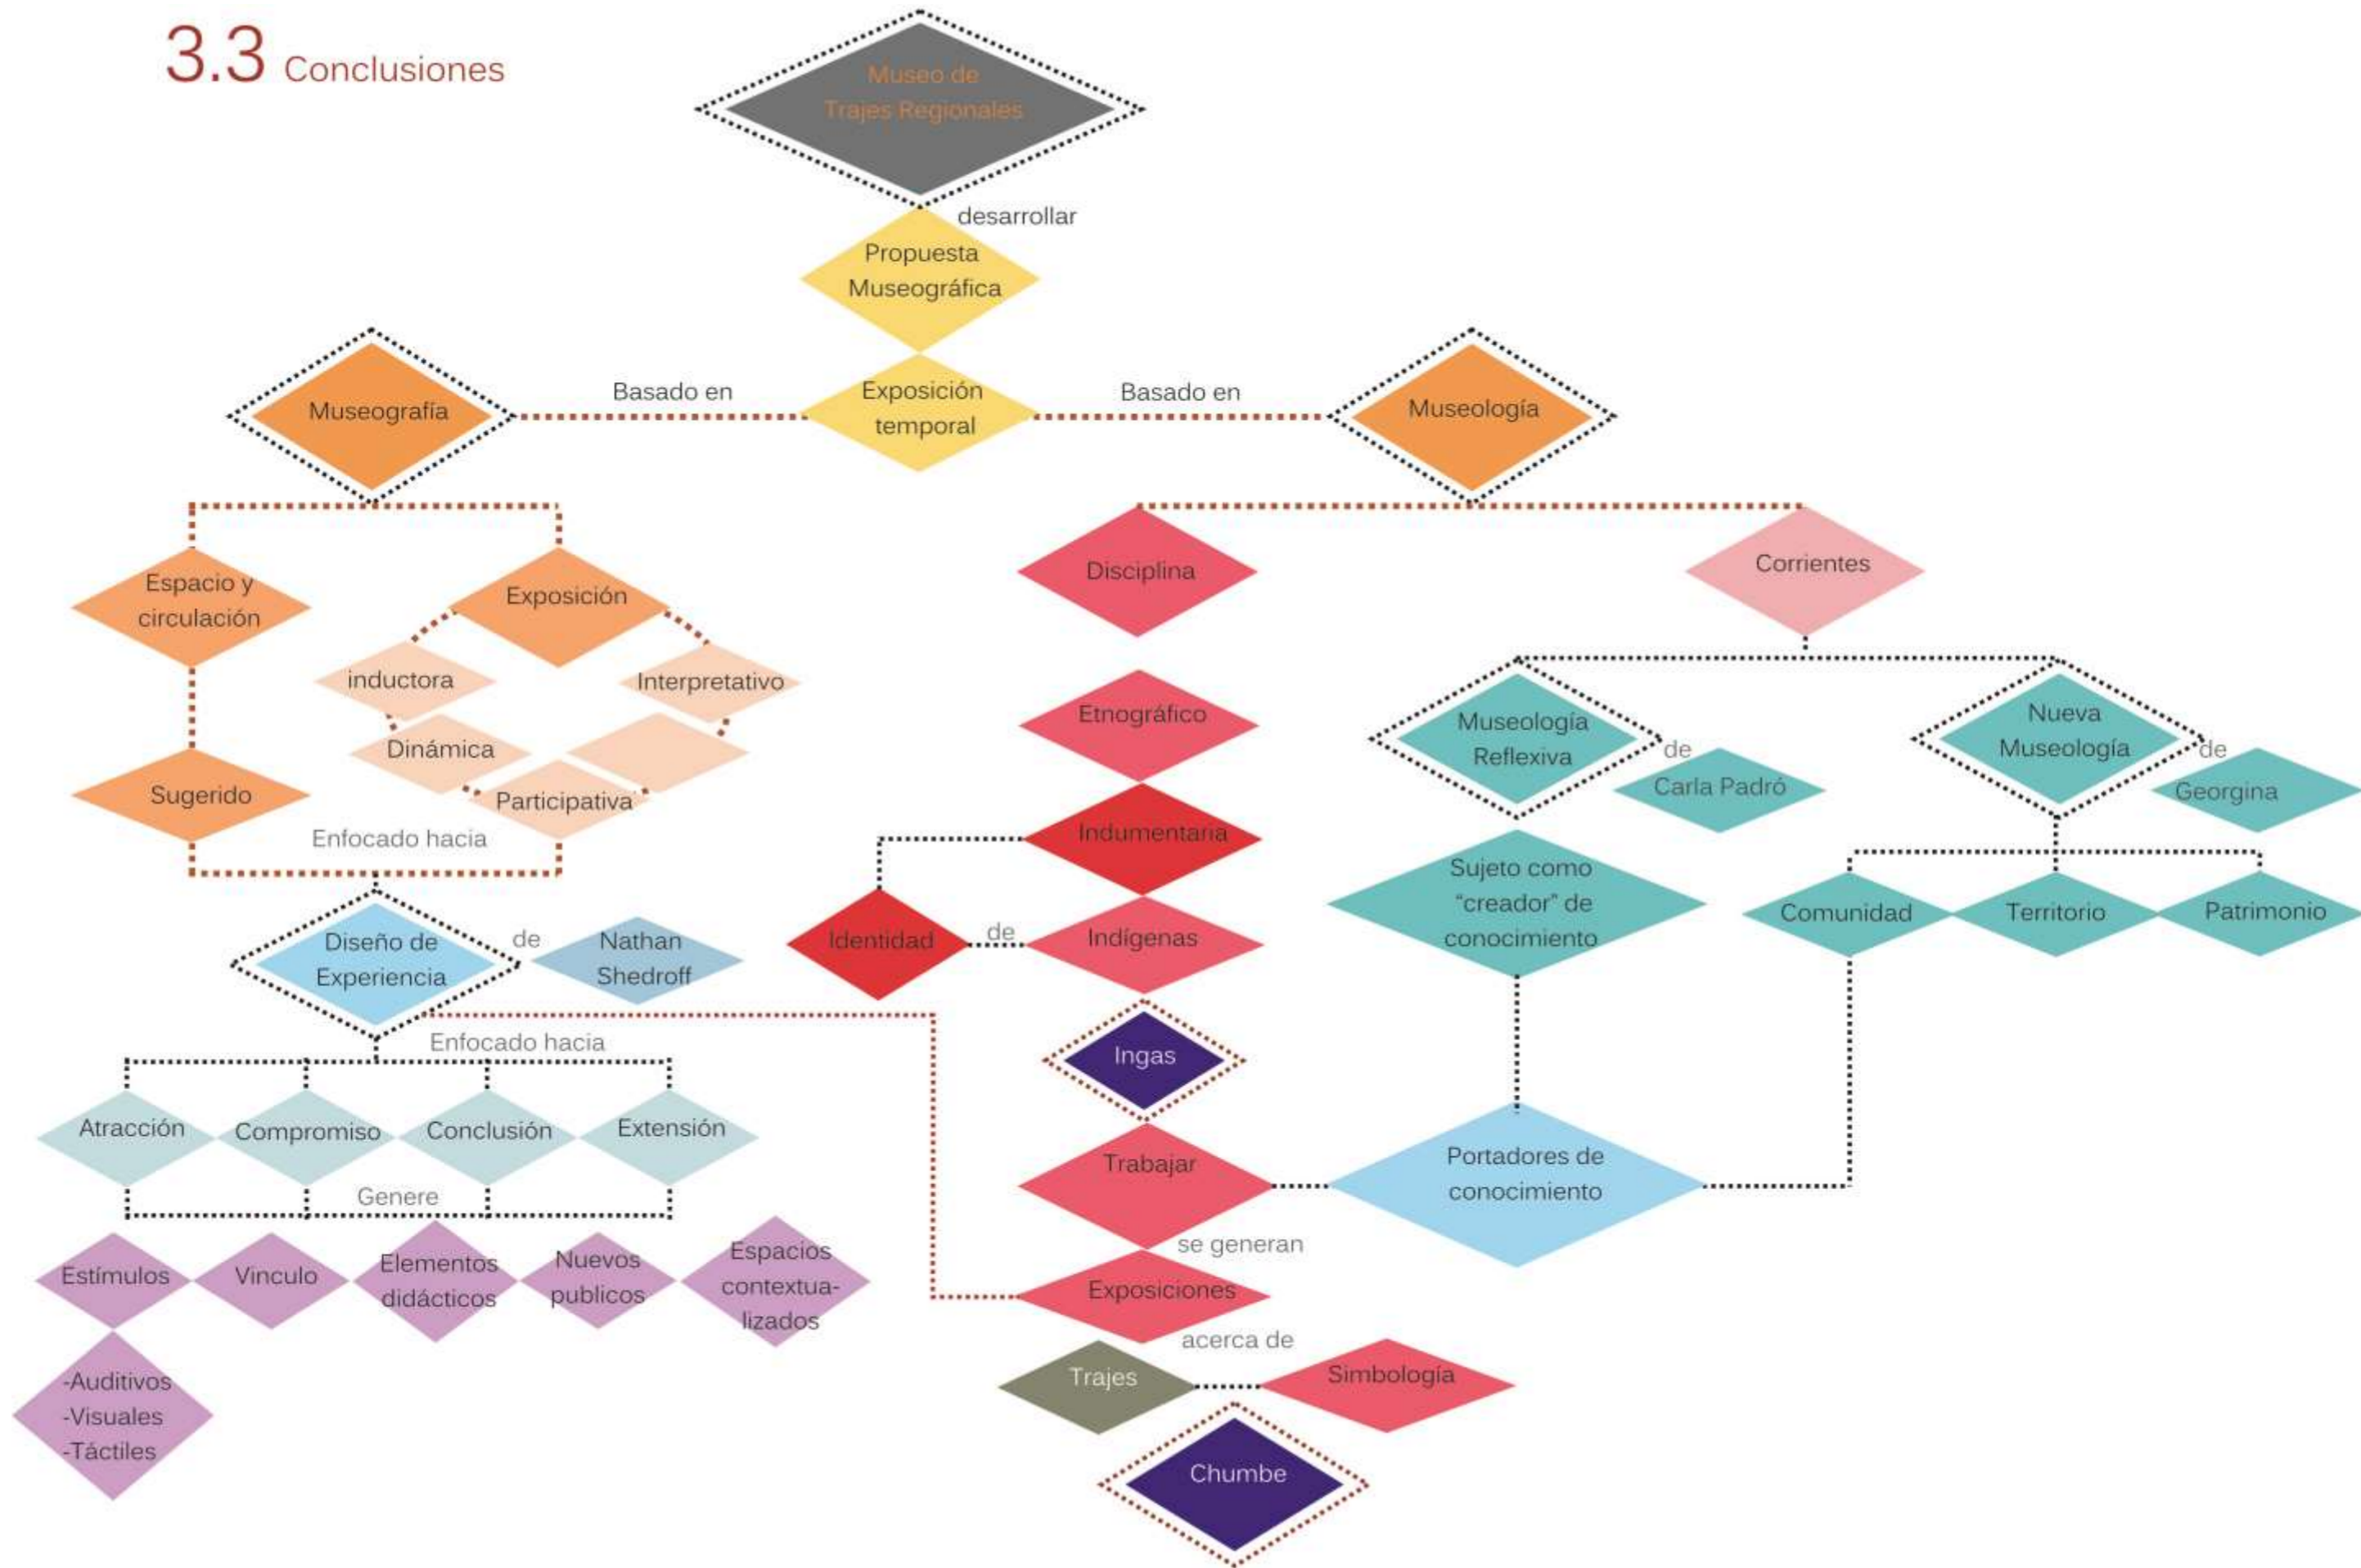 3.3 Conclusiones
Museo de
Trajes Regionales
desarrollar
Propuesta
Museográfica
Museografía
Basado en
Exposición
temporal
Basado en
Museología
Espacio y
circulación
Exposición
inductora
Interpretativo
Dinámica
Participativa
Sugerido
Enfocado hacia
Diseño de
Experiencia
de
Nathan
Shedroff
Enfocado hacia
Atracción
Compromiso
Conclusión
Extensión
Genere
Estímulos
Vinculo
Elementos
didácticos
Nuevos
publicos
Espacios
contextua-
lizados
-Auditivos
-Visuales
-Táctiles
Disciplina
Corrientes
Etnográfico
Indumentaria
Identidad
de
Indígenas
Ingas
Trabajar
se generan
Exposiciones
acerca de
Trajes
Simbología
Chumbe
Museología
Reflexiva
de
Carla Padró
Nueva
Museología
de
Georgina
Sujeto como
“creador” de
conocimiento
Comunidad
Territorio
Patrimonio
Portadores de
conocimiento